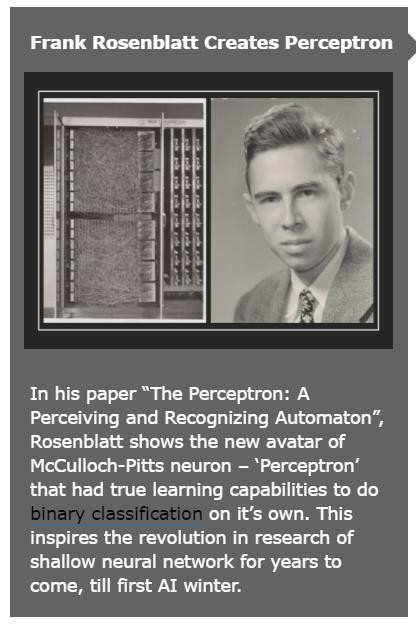 Frank Rosenblatt Creates Perceptron
In his paper “The Perceptron: A
Perceiving and Recognizing Automaton”,
Rosenblatt shows the new avatar of
McCulloch-Pitts neuron – ‘Perceptron’
that had true learning capabilities to do
binary classification on it’s own. This
inspires the revolution in research of
shallow neural network for years to
come, till first AI winter.